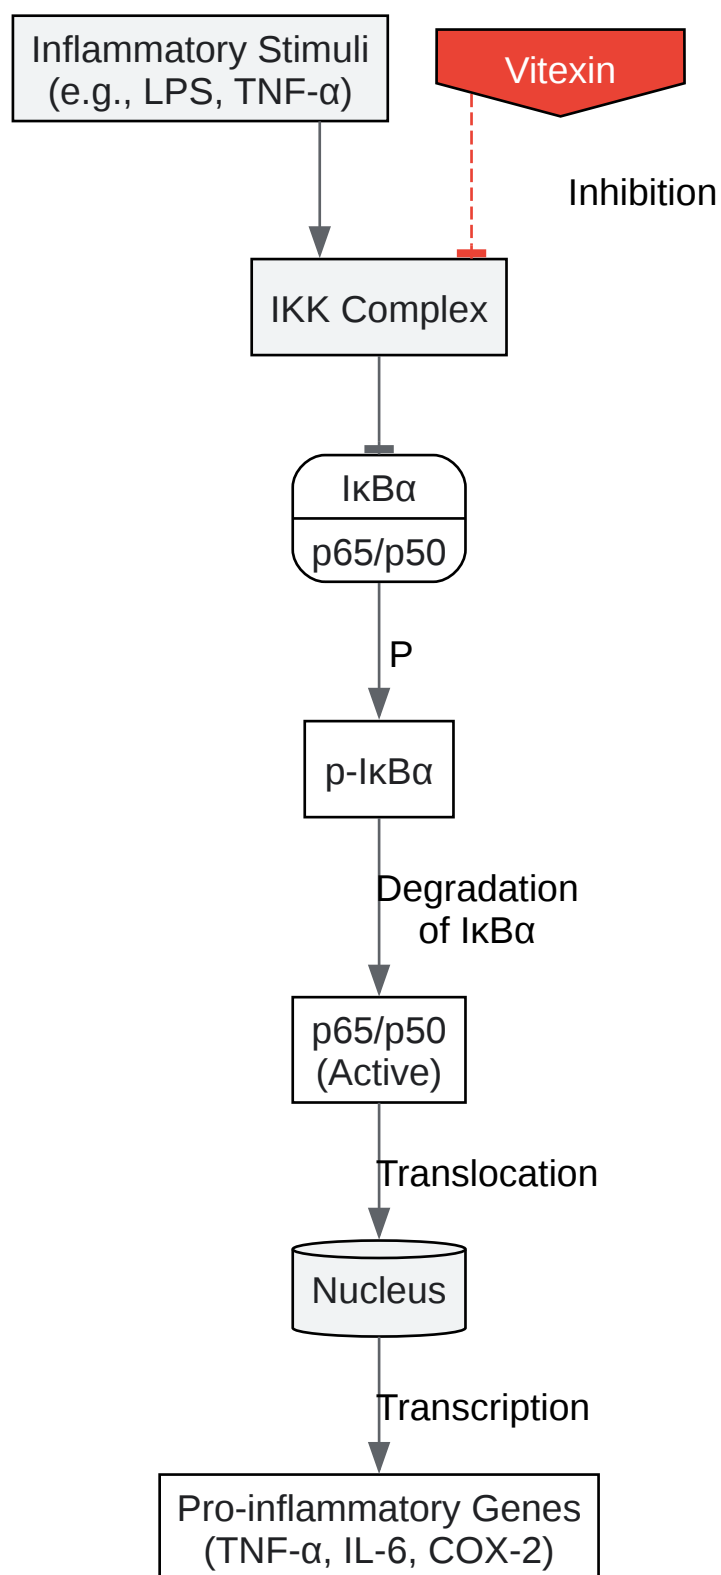 Inflammatory Stimuli
(e.g., LPS, TNF-α)
Vitexin
Inhibition
IKK Complex
IκBα
p65/p50
P
p-IκBα
Degradation
of IκBα
p65/p50
(Active)
Translocation
Nucleus
Transcription
Pro-inflammatory Genes
(TNF-α, IL-6, COX-2)